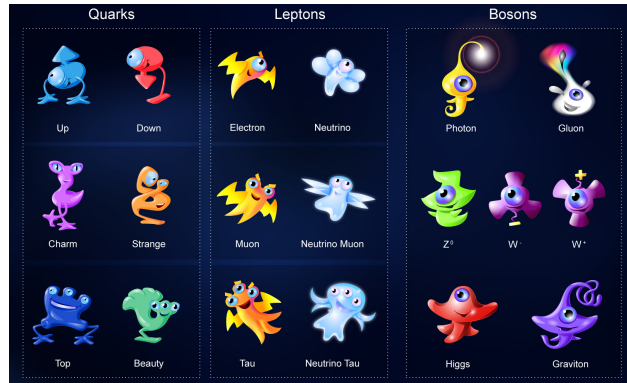 Quarks Leptons Bosons
Up Down Electron Neutrino Photon Gluon
Charm Strange Muon Neutrino Muon Z⁰ W⁻ W⁺
Top Beauty Tau Neutrino Tau Higgs Graviton